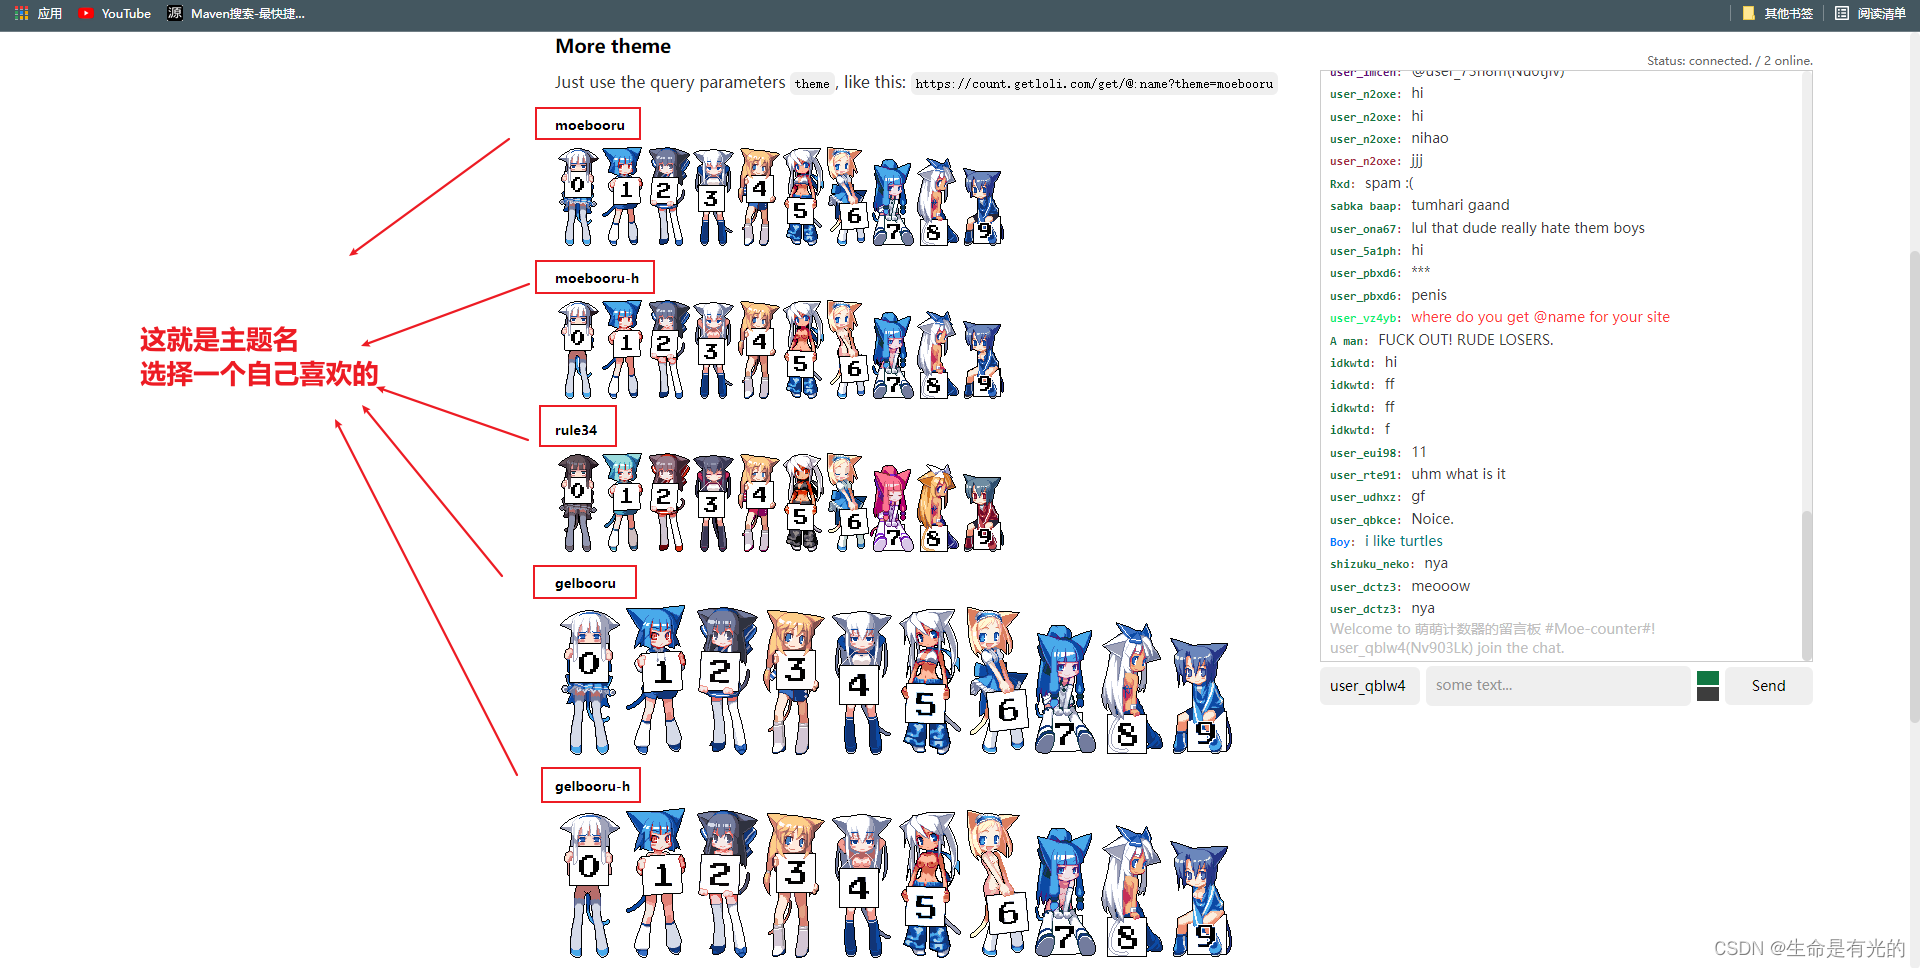 应用
YouTube
源
Maven搜索-最快捷...
其他书签
阅读清单
More theme
Just use the query parameters theme , like this: https://count.getloli.com/get/@:name?theme=moebooru
moebooru
0 1 2 3 4 5 6 7 8 9
moebooru-h
0 1 2 3 4 5 6 7 8 9
这就是主题名
选择一个自己喜欢的
rule34
0 1 2 3 4 5 6 7 8 9
gelbooru
0 1 2 3 4 5 6 7 8 9
gelbooru-h
0 1 2 3 4 5 6 7 8 9
Status: connected. / 2 online.
user_n2oxe: hi
user_n2oxe: hi
user_n2oxe: nihao
user_n2oxe: jjj
Rxd: spam :(
sabka baap: tumhari gaand
user_ona67: lul that dude really hate them boys
user_5a1ph: hi
user_pbxd6: ***
user_pbxd6: penis
user_vz4yb: where do you get @name for your site
A man: FUCK OUT! RUDE LOSERS.
idkwtd: hi
idkwtd: ff
idkwtd: ff
idkwtd: f
user_eui98: 11
user_rte91: uhm what is it
user_udhxz: gf
user_qbkce: Noice.
Boy: i like turtles
shizuku_neko: nya
user_dctz3: meooow
user_dctz3: nya
Welcome to 萌萌计数器的留言板 #Moe-counter#!
user_qblw4(Nv903Lk) join the chat.
user_qblw4
some text...
Send
CSDN @生命是有光的